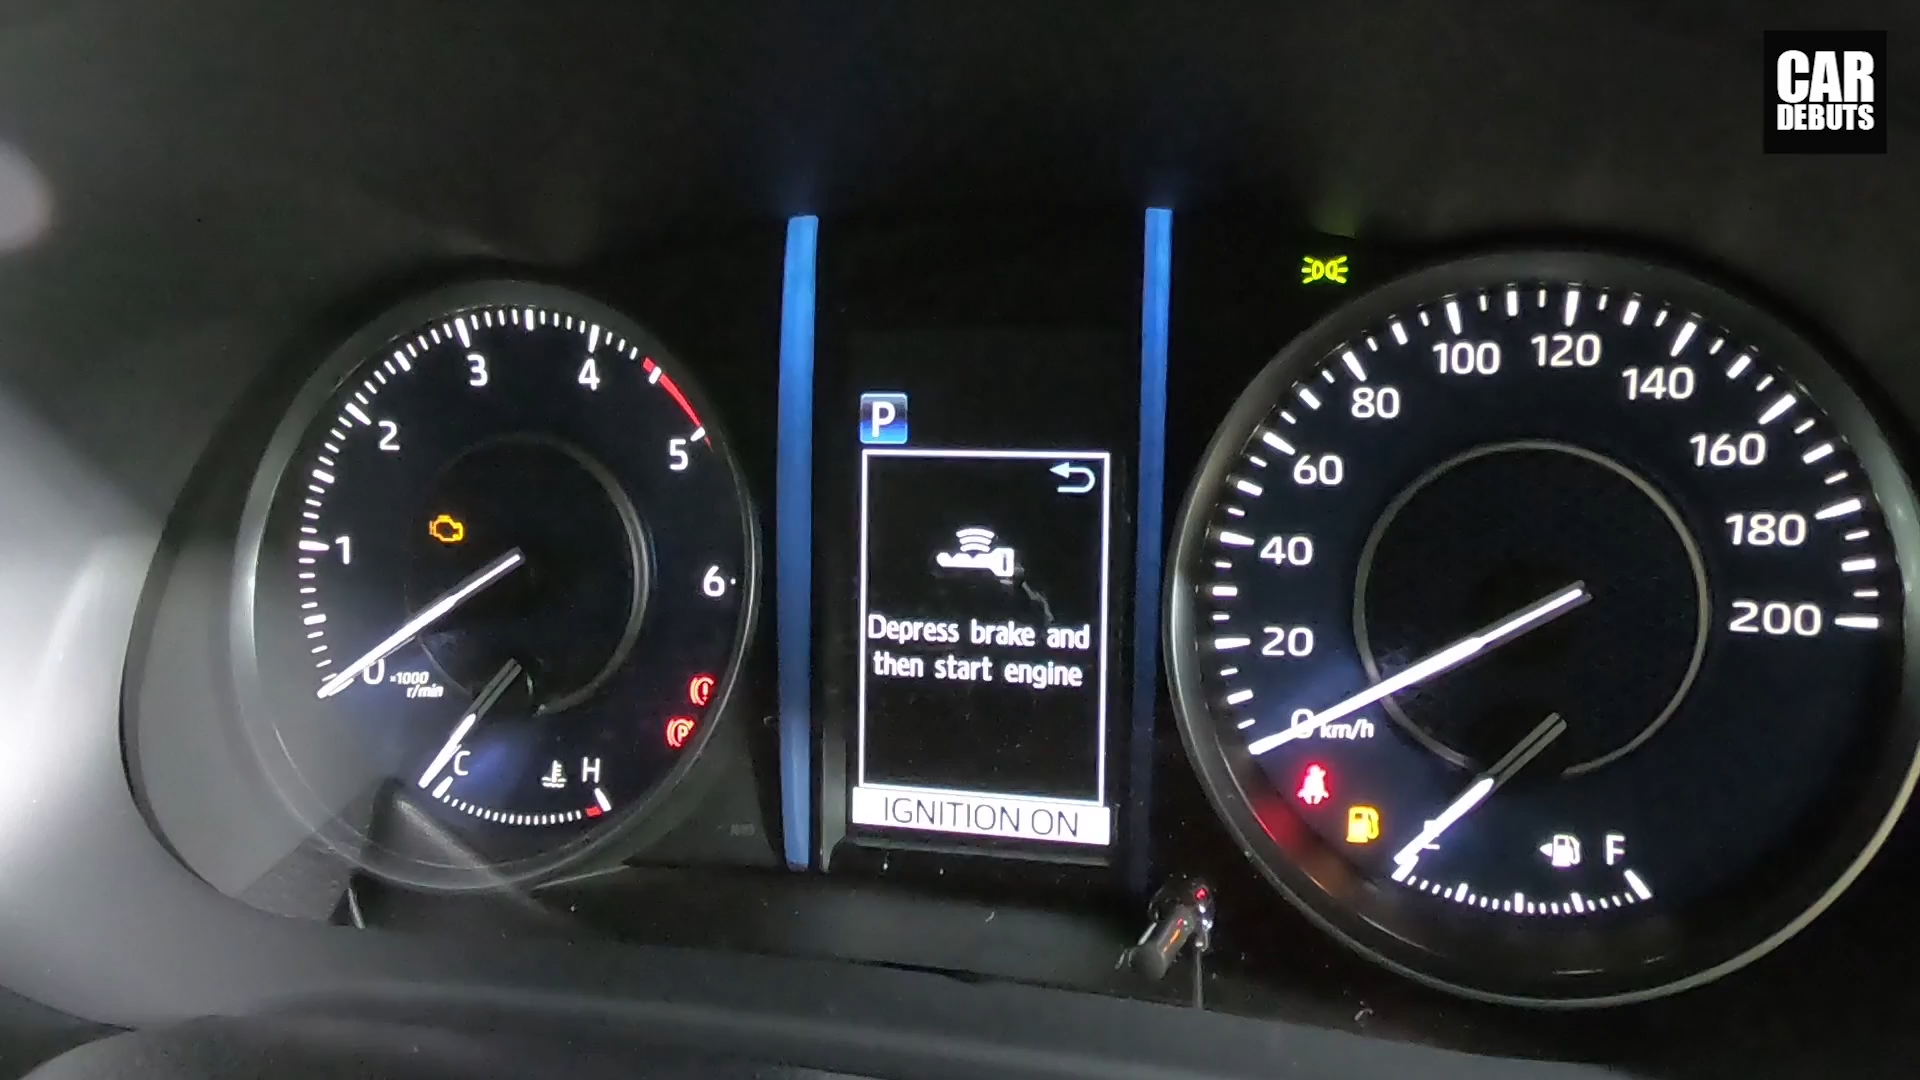 CAR
DEBUTS
0
1
2
3
4
5
6
×1000
r/min
C
H
P
Depress brake and
then start engine
IGNITION ON
0
20
40
60
80
100
120
140
160
180
200
km/h
E
F